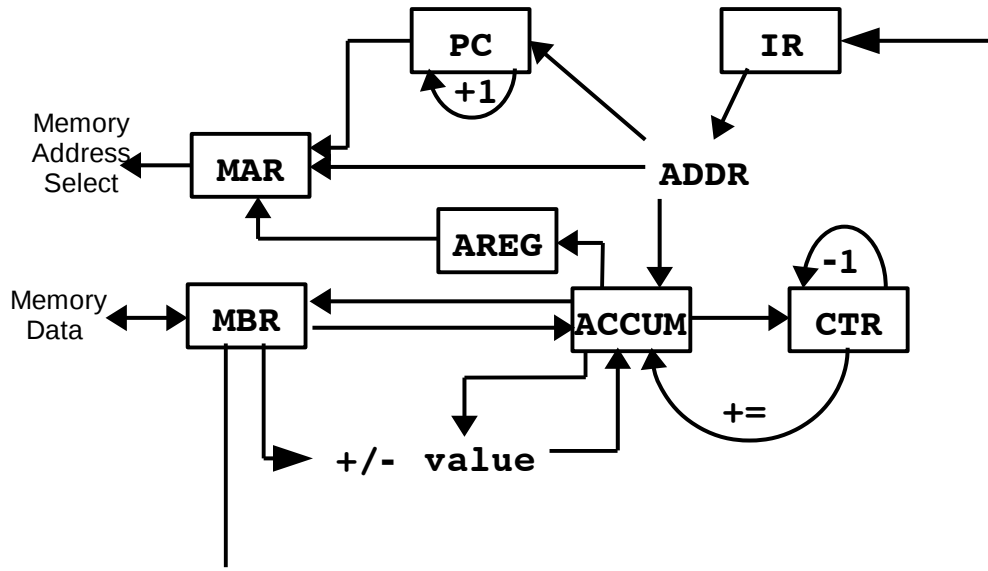 PC
IR
+1
Memory
Address
Select
MAR
ADDR
AREG
-1
Memory
Data
MBR
ACCUM
CTR
+=
+/- value